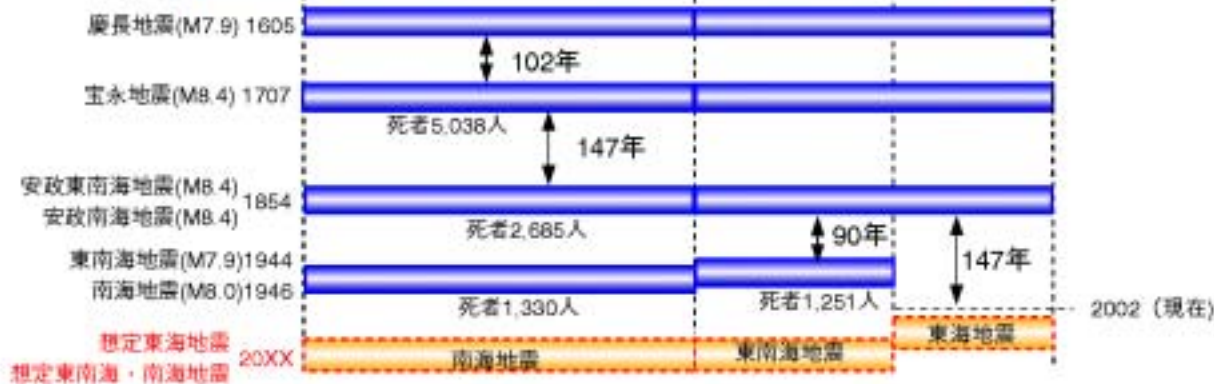 慶長地震(M7.9) 1605
102年
宝永地震(M8.4) 1707
死者5,038人
147年
安政東南海地震(M8.4)
安政南海地震(M8.4)
1854
死者2,685人
90年
147年
東南海地震(M7.9)1944
南海地震(M8.0)1946
死者1,330人
死者1,251人
2002（現在)
東海地震
想定東海地震
想定東南海・南海地震
20XX
南海地震
東南海地震